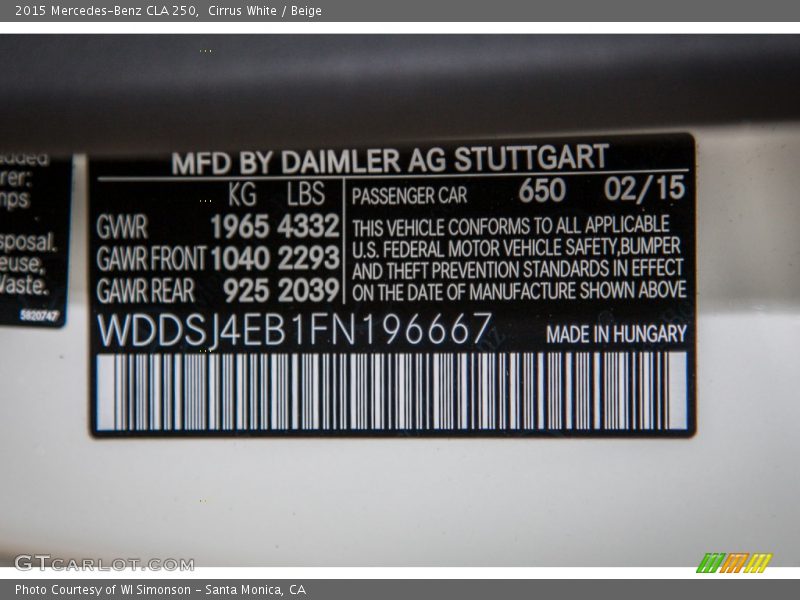 2015 Mercedes-Benz CLA 250, Cirrus White / Beige
MFD BY DAIMLER AG STUTTGART
KG LBS
GVWR 1965 4332
GAWR FRONT 1040 2293
GAWR REAR 925 2039
PASSENGER CAR 650 02/15
THIS VEHICLE CONFORMS TO ALL APPLICABLE
U.S. FEDERAL MOTOR VEHICLE SAFETY,BUMPER
AND THEFT PREVENTION STANDARDS IN EFFECT
ON THE DATE OF MANUFACTURE SHOWN ABOVE
WDDSJ4EB1FN196667 MADE IN HUNGARY
rer:
mps
sposal.
euse,
Waste.
5820747
GTCARLOT.COM
Photo Courtesy of WI Simonson - Santa Monica, CA